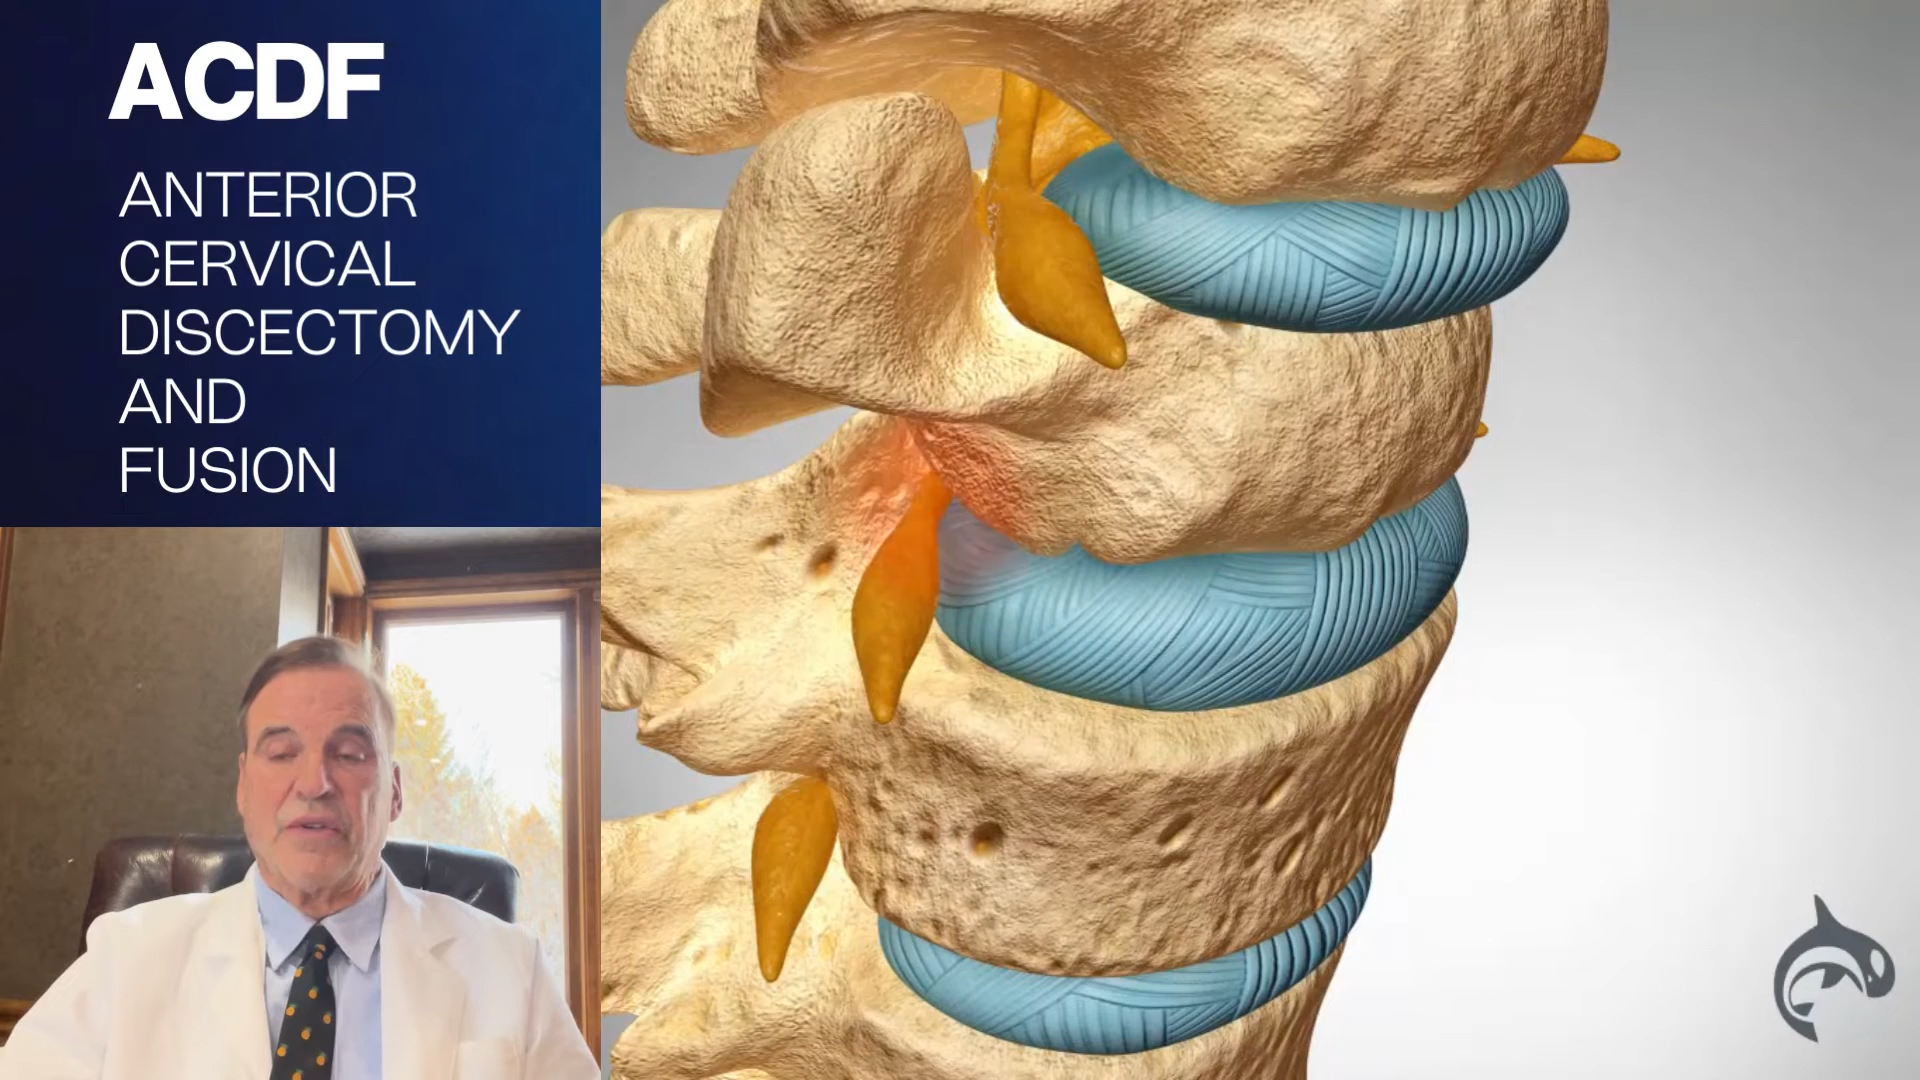 ACDF
ANTERIOR
CERVICAL
DISCECTOMY
AND
FUSION